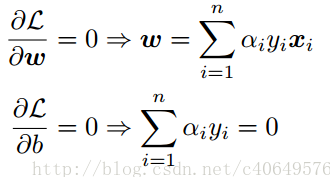 ∂ℒ/∂𝒘 = 0 ⇒ 𝒘 = ∑_{i=1}^{n} α_i y_i 𝒙_i
∂ℒ/∂b = 0 ⇒ ∑_{i=1}^{n} α_i y_i = 0
http://blog.csdn.net/c40649576